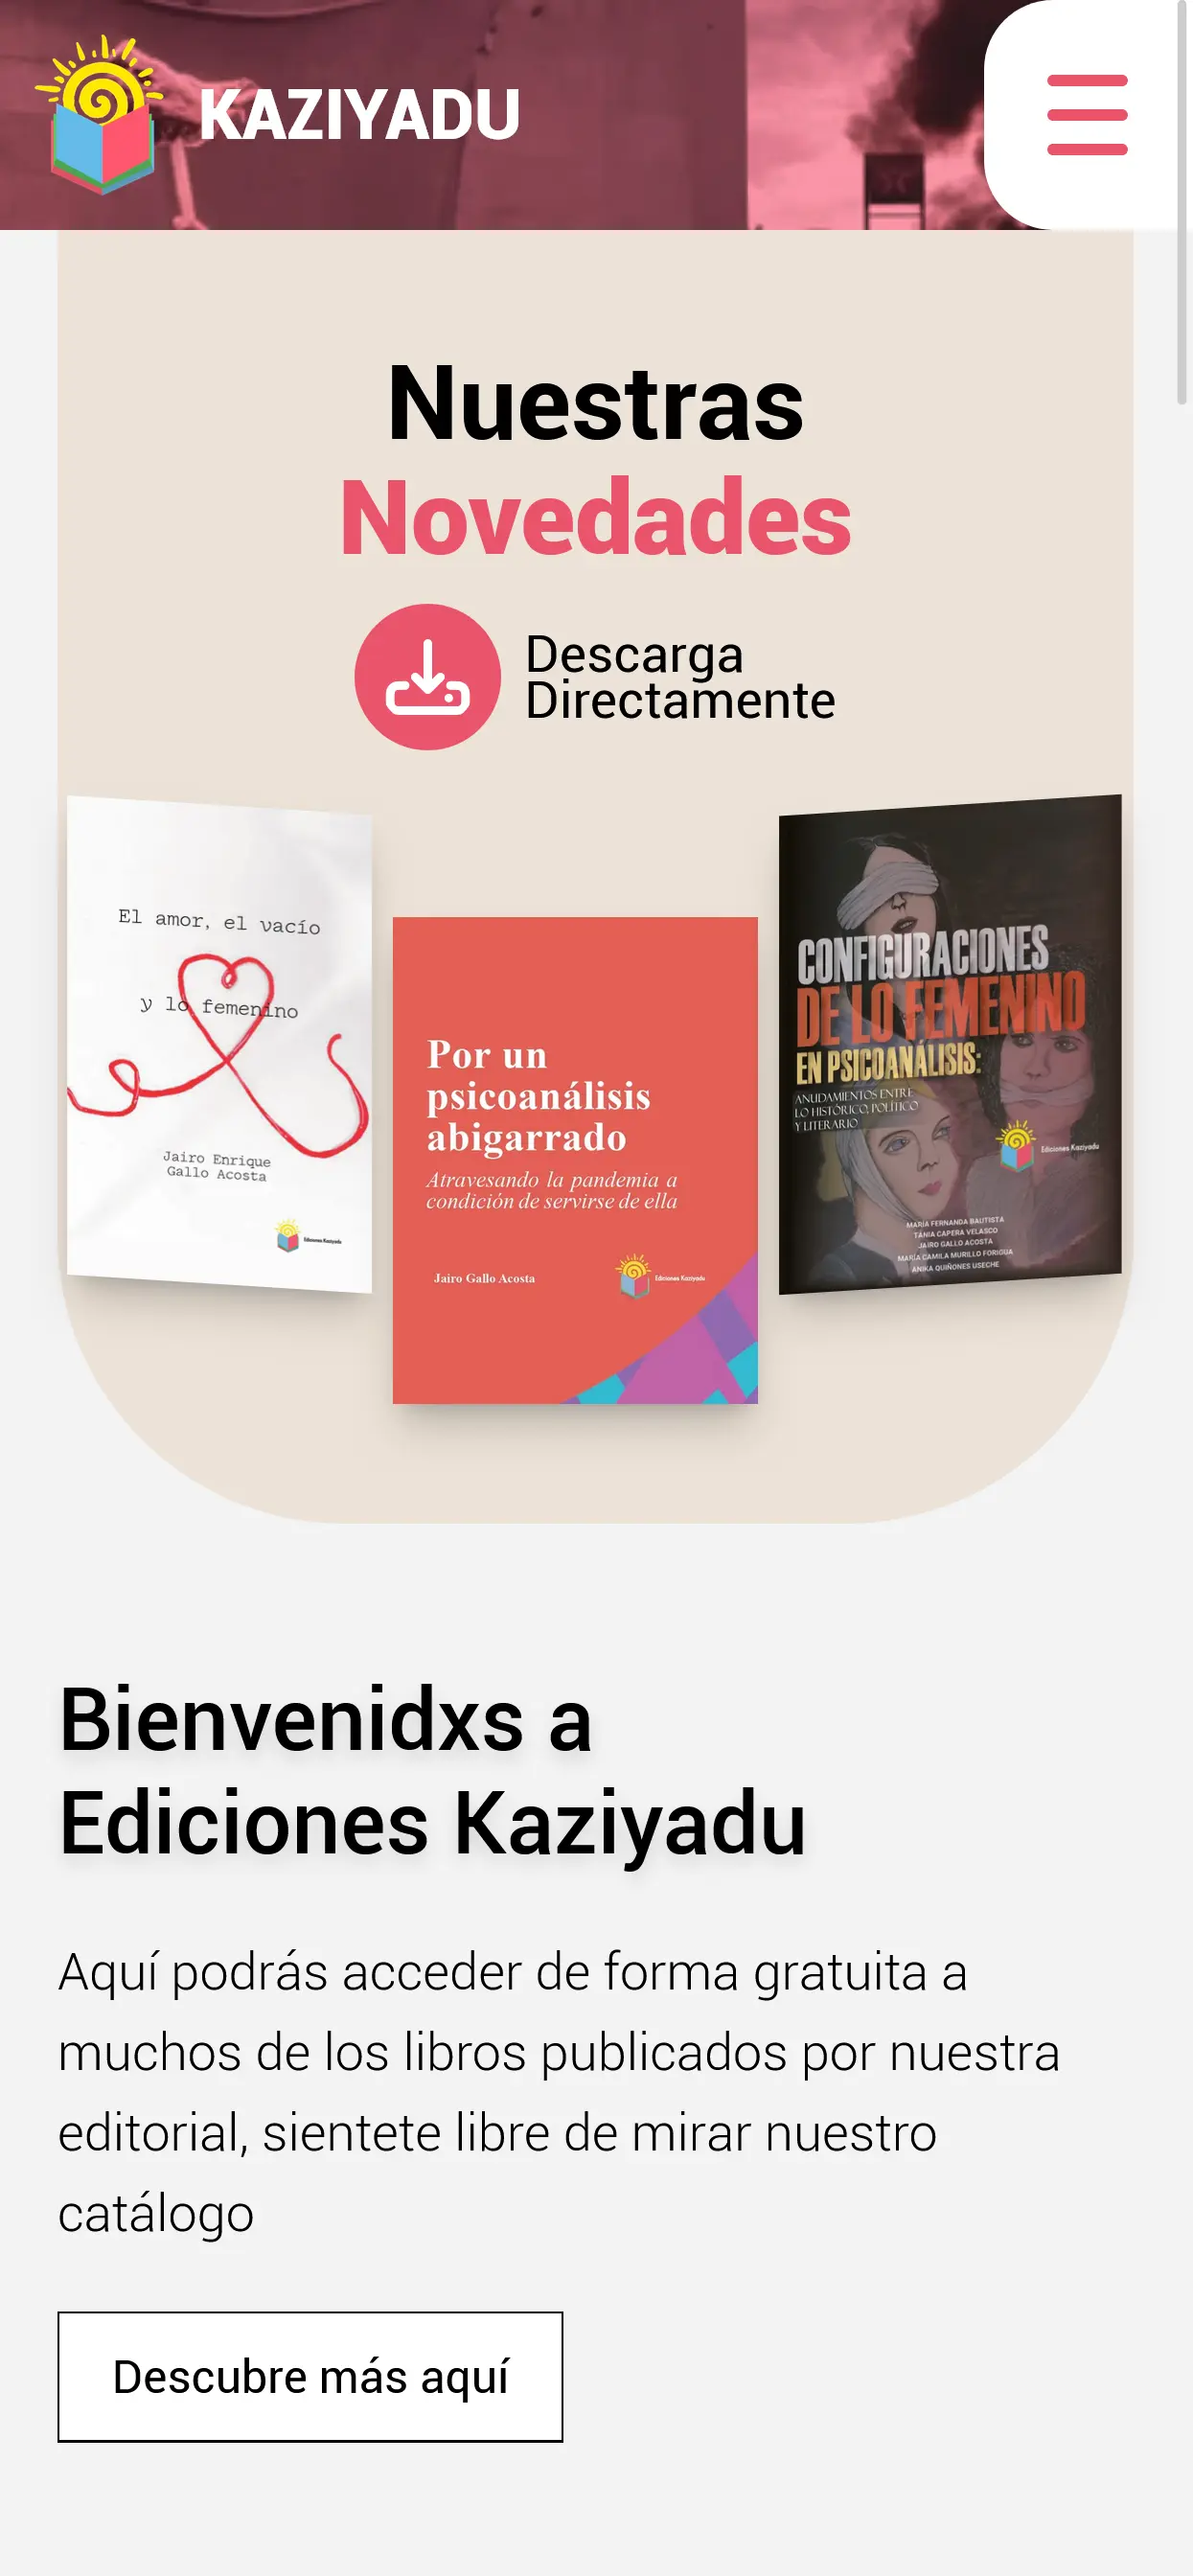 KAZIYADU
Nuestras
Novedades
Descarga
Directamente
El amor, el vacío
y lo femenino
Jairo Enrique
Gallo Acosta
Ediciones Kaziyadu
Por un
psicoanálisis
abigarrado
Atravesando la pandemia a
condición de servirse de ella
Jairo Gallo Acosta
Ediciones Kaziyadu
CONFIGURACIONES
DE LO FEMENINO
EN PSICOANÁLISIS:
ANUDAMIENTOS ENTRE
LO HISTÓRICO, POLÍTICO
Y LITERARIO
Ediciones Kaziyadu
MARÍA FERNANDA BAUTISTA
TANIA CAPERA VELASCO
JAIRO GALLO ACOSTA
MARÍA CAMILA MURILLO FORIGUA
ANIKA QUIÑONES USECHE
Bienvenidxs a
Ediciones Kaziyadu
Aquí podrás acceder de forma gratuita a
muchos de los libros publicados por nuestra
editorial, sientete libre de mirar nuestro
catálogo
Descubre más aquí